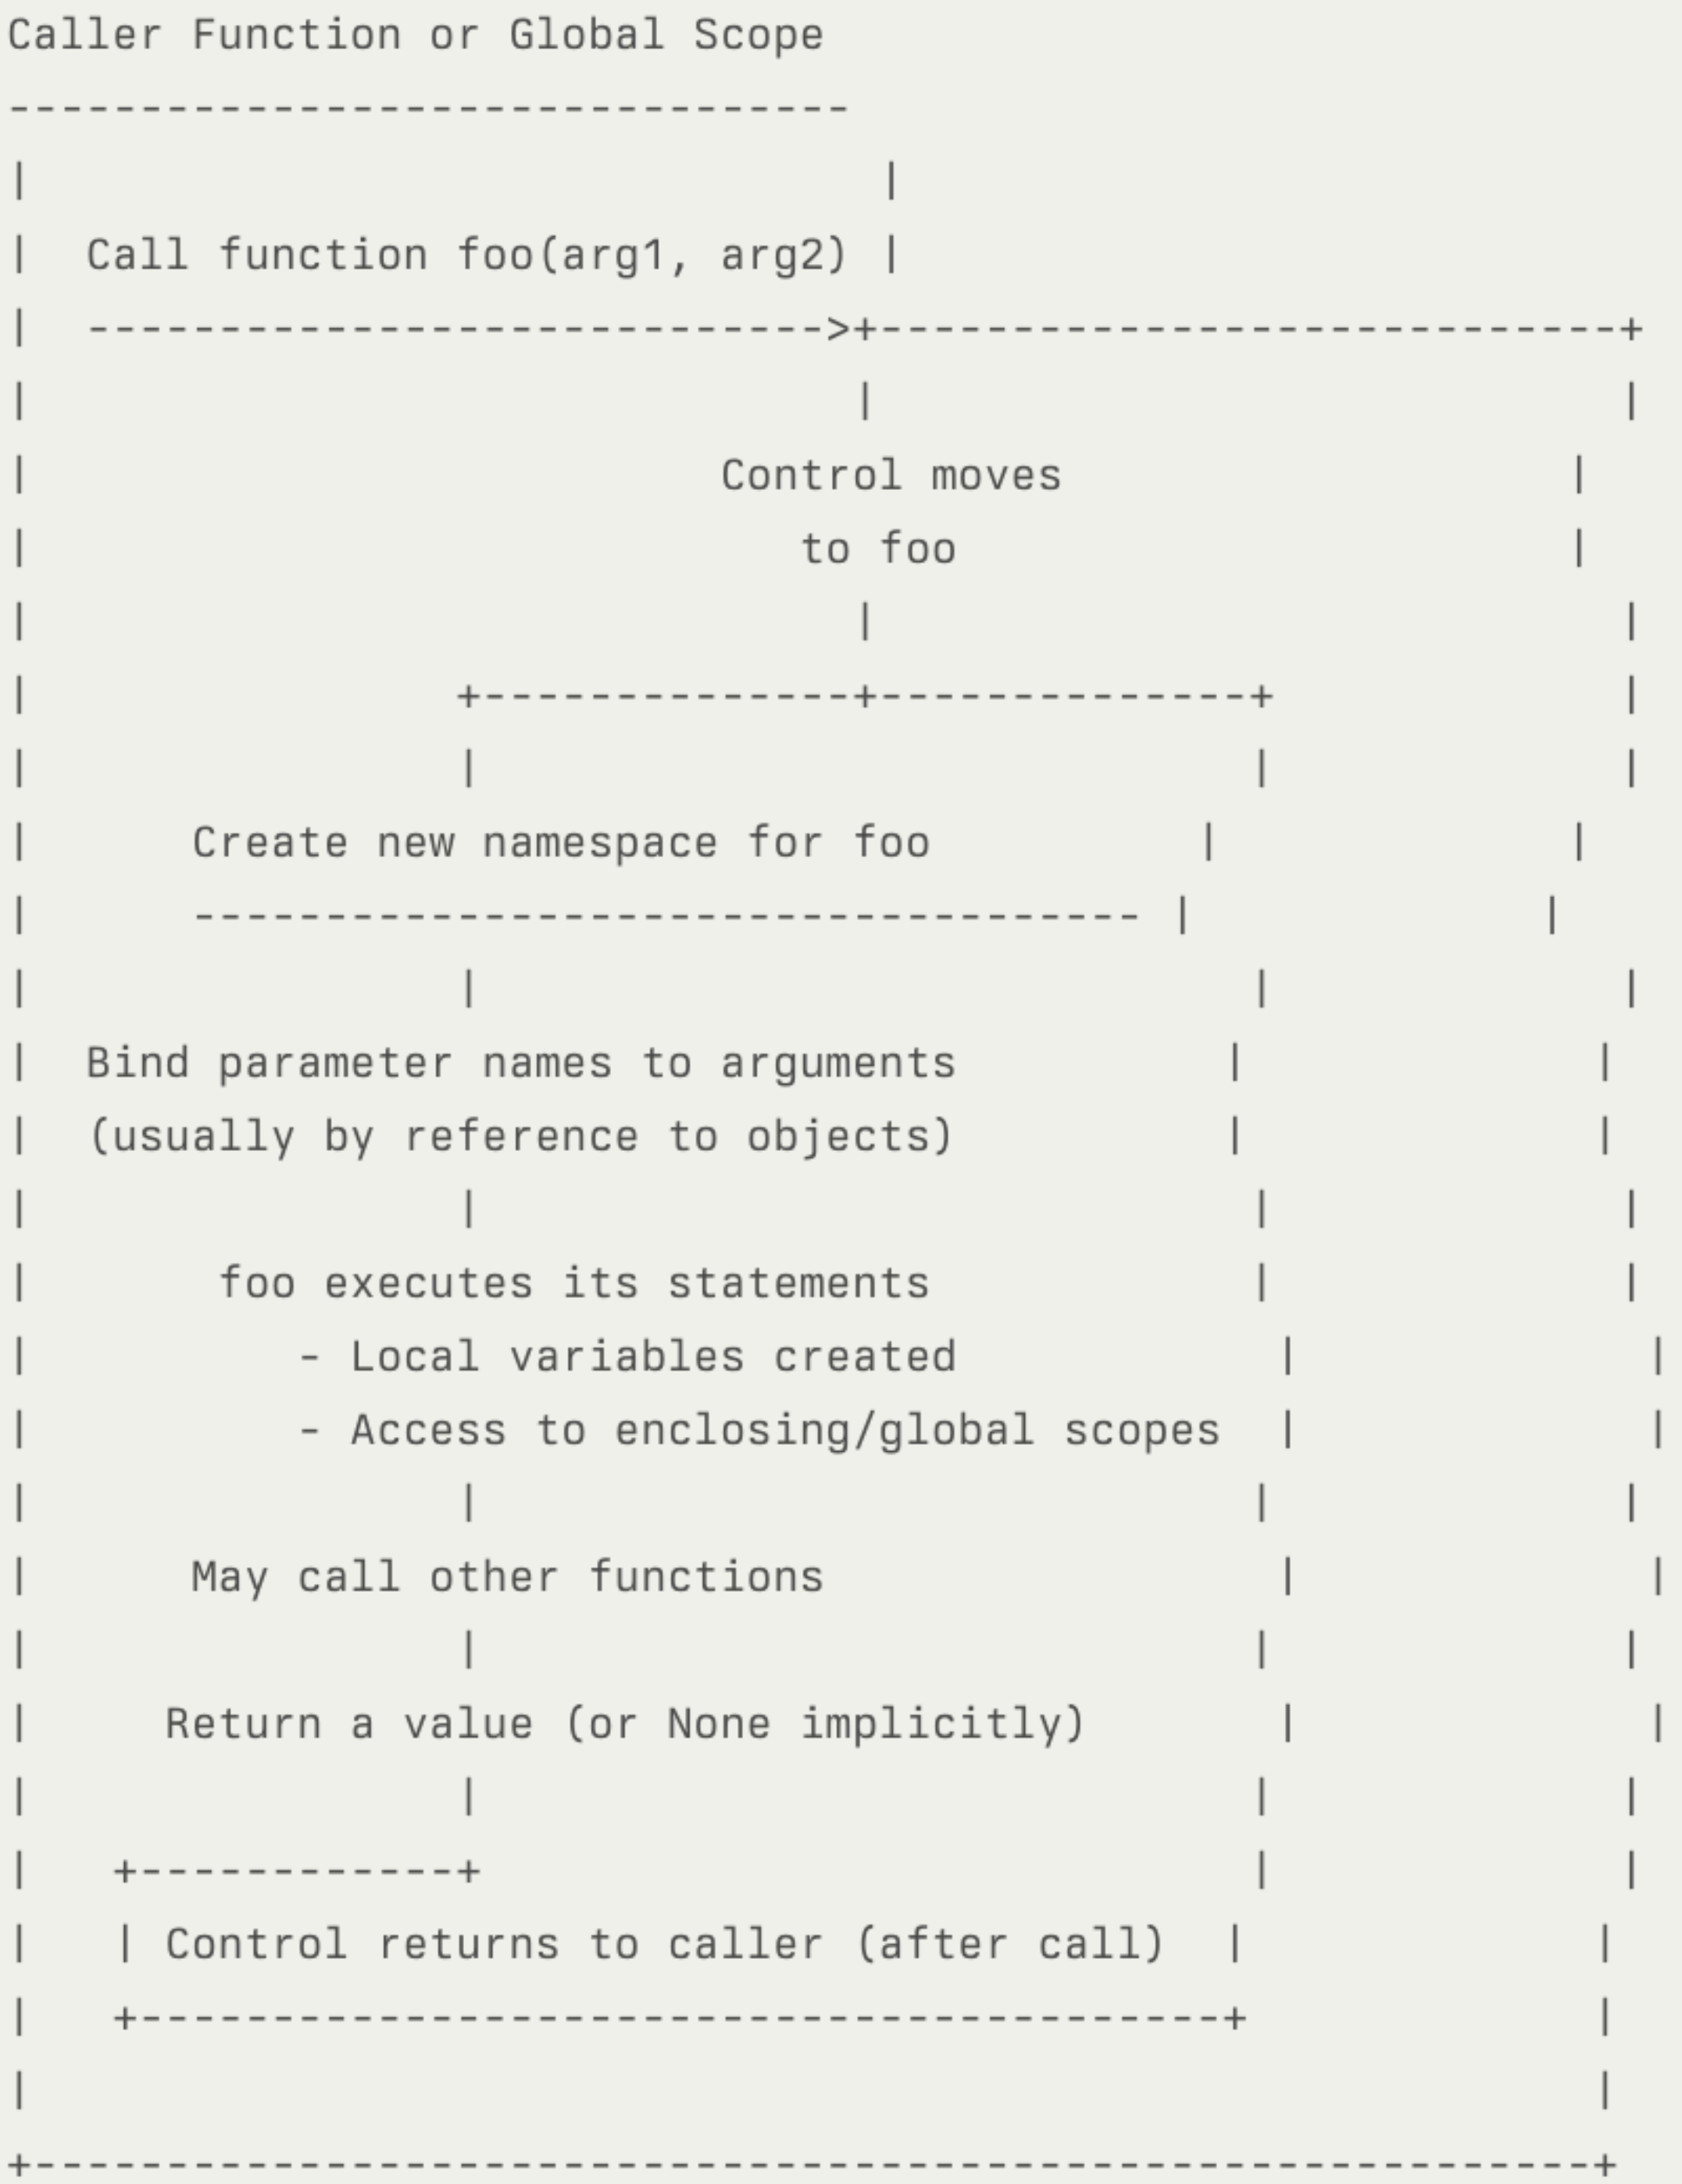 Caller Function or Global Scope
--------------------------------
|                                 |
|  Call function foo(arg1, arg2) |
|  ---------------------------->+----------------------------+
|                                |                            |
|                          Control moves                    |
|                             to foo                        |
|                                |                            |
|                +--------------+--------------+             |
|                 |                             |             |
|      Create new namespace for foo          |             |
|      ------------------------------------ |             |
|                 |                             |             |
|  Bind parameter names to arguments          |             |
|  (usually by reference to objects)          |             |
|                 |                             |             |
|       foo executes its statements            |             |
|          - Local variables created            |             |
|          - Access to enclosing/global scopes  |             |
|                 |                             |             |
|      May call other functions                 |             |
|                 |                             |             |
|     Return a value (or None implicitly)       |             |
|                 |                             |             |
|   +------------+                             |             |
|   | Control returns to caller (after call)  |             |
|   +-----------------------------------------+             |
|                                                           |
+-----------------------------------------------------------+